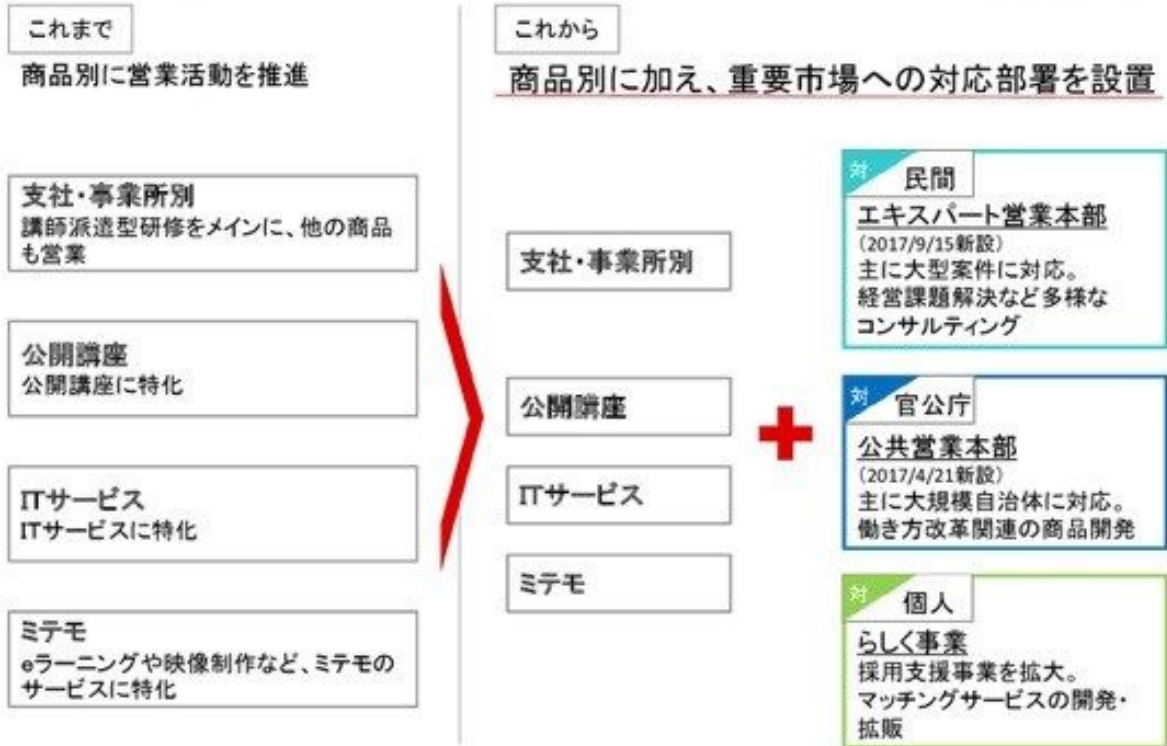 これまで
商品別に営業活動を推進
支社・事業所別
講師派遣型研修をメインに、他の商品
も営業
公開講座
公開講座に特化
ITサービス
ITサービスに特化
ミテモ
eラーニングや映像制作など、ミテモの
サービスに特化
これから
商品別に加え、重要市場への対応部署を設置
支社・事業所別
公開講座
ITサービス
ミテモ
対 民間
エキスパート営業本部
(2017/9/15新設)
主に大型案件に対応。
経営課題解決など多様な
コンサルティング
対 官公庁
公共営業本部
(2017/4/21新設)
主に大規模自治体に対応。
働き方改革関連の商品開発
対 個人
らしく事業
採用支援事業を拡大。
マッチングサービスの開発・
拡販